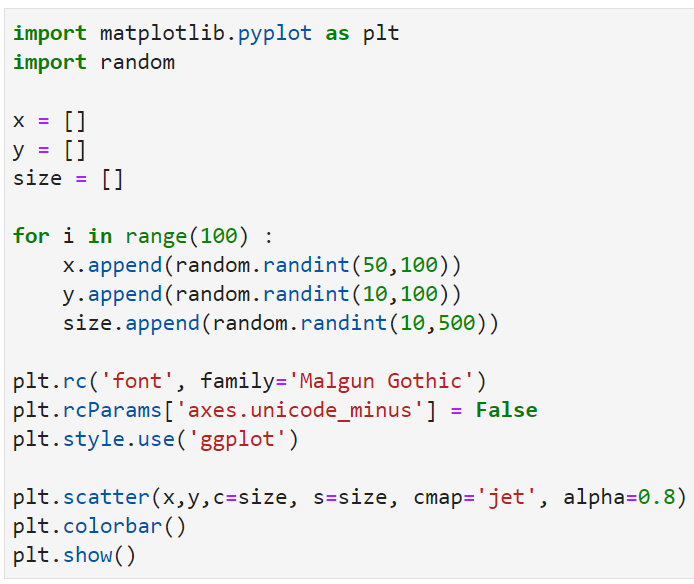 import matplotlib.pyplot as plt
import random

x = []
y = []
size = []

for i in range(100) :
    x.append(random.randint(50,100))
    y.append(random.randint(10,100))
    size.append(random.randint(10,500))

plt.rc('font', family='Malgun Gothic')
plt.rcParams['axes.unicode_minus'] = False
plt.style.use('ggplot')

plt.scatter(x,y,c=size, s=size, cmap='jet', alpha=0.8)
plt.colorbar()
plt.show()